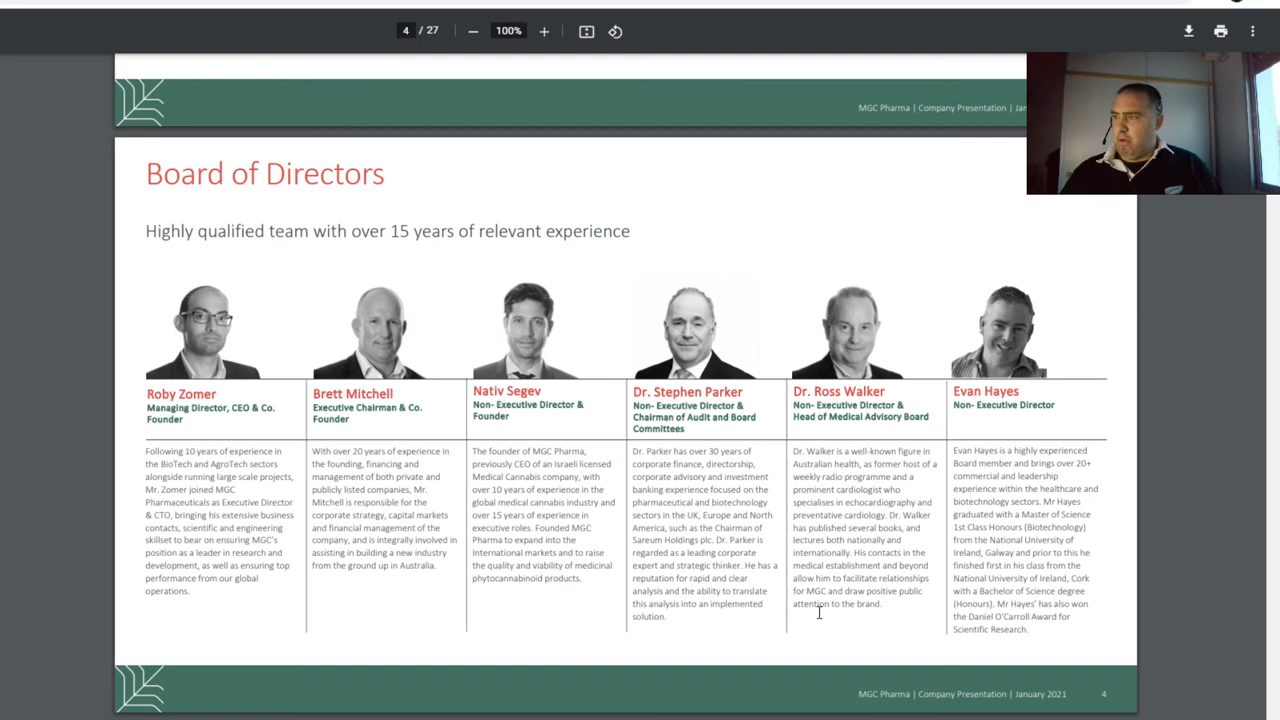 4 / 27
100%
MGC Pharma | Company Presentation | Jan
Board of Directors
Highly qualified team with over 15 years of relevant experience
Roby Zomer
Managing Director, CEO & Co.
Founder
Following 10 years of experience in
the BioTech and AgroTech sectors
alongside running large scale projects,
Mr. Zomer joined MGC
Pharmaceuticals as Executive Director
& CTO, bringing his extensive business
contacts, scientific and engineering
skillset to bear on ensuring MGC's
position as a leader in research and
development, as well as ensuring top
performance from our global
operations.
Brett Mitchell
Executive Chairman & Co.
Founder
With over 20 years of experience in
the founding, financing and
management of both private and
publicly listed companies, Mr.
Mitchell is responsible for the
corporate strategy, capital markets
and financial management of the
company, and is integrally involved in
assisting in building a new industry
from the ground up in Australia.
Nativ Segev
Non- Executive Director &
Founder
The founder of MGC Pharma,
previously CEO of an Israeli licensed
Medical Cannabis company, with
over 10 years of experience in the
global medical cannabis industry and
over 15 years of experience in
executive roles. Founded MGC
Pharma to expand into the
International markets and to raise
the quality and viability of medicinal
phytocannabinoid products.
Dr. Stephen Parker
Non- Executive Director &
Chairman of Audit and Board
Committees
Dr. Parker has over 30 years of
corporate finance, directorship,
corporate advisory and investment
banking experience focused on the
pharmaceutical and biotechnology
sectors in the UK, Europe and North
America, such as the Chairman of
Sareum Holdings plc. Dr. Parker is
regarded as a leading corporate
expert and strategic thinker. He has a
reputation for rapid and clear
analysis and the ability to translate
this analysis into an implemented
solution.
Dr. Ross Walker
Non- Executive Director &
Head of Medical Advisory Board
Dr. Walker is a well-known figure in
Australian health, as former host of a
weekly radio programme and a
prominent cardiologist who
specialises in echocardiography and
preventative cardiology. Dr. Walker
has published several books, and
lectures both nationally and
internationally. His contacts in the
medical establishment and beyond
allow him to facilitate relationships
for MGC and draw positive public
attention to the brand.
Evan Hayes
Non- Executive Director
Evan Hayes is a highly experienced
Board member and brings over 20+
commercial and leadership
experience within the healthcare and
biotechnology sectors. Mr Hayes
graduated with a Master of Science
1st Class Honours (Biotechnology)
from the National University of
Ireland, Galway and prior to this he
finished first in his class from the
National University of Ireland, Cork
with a Bachelor of Science degree
(Honours). Mr Hayes' has also won
the Daniel O'Carroll Award for
Scientific Research.
MGC Pharma | Company Presentation | January 2021 4